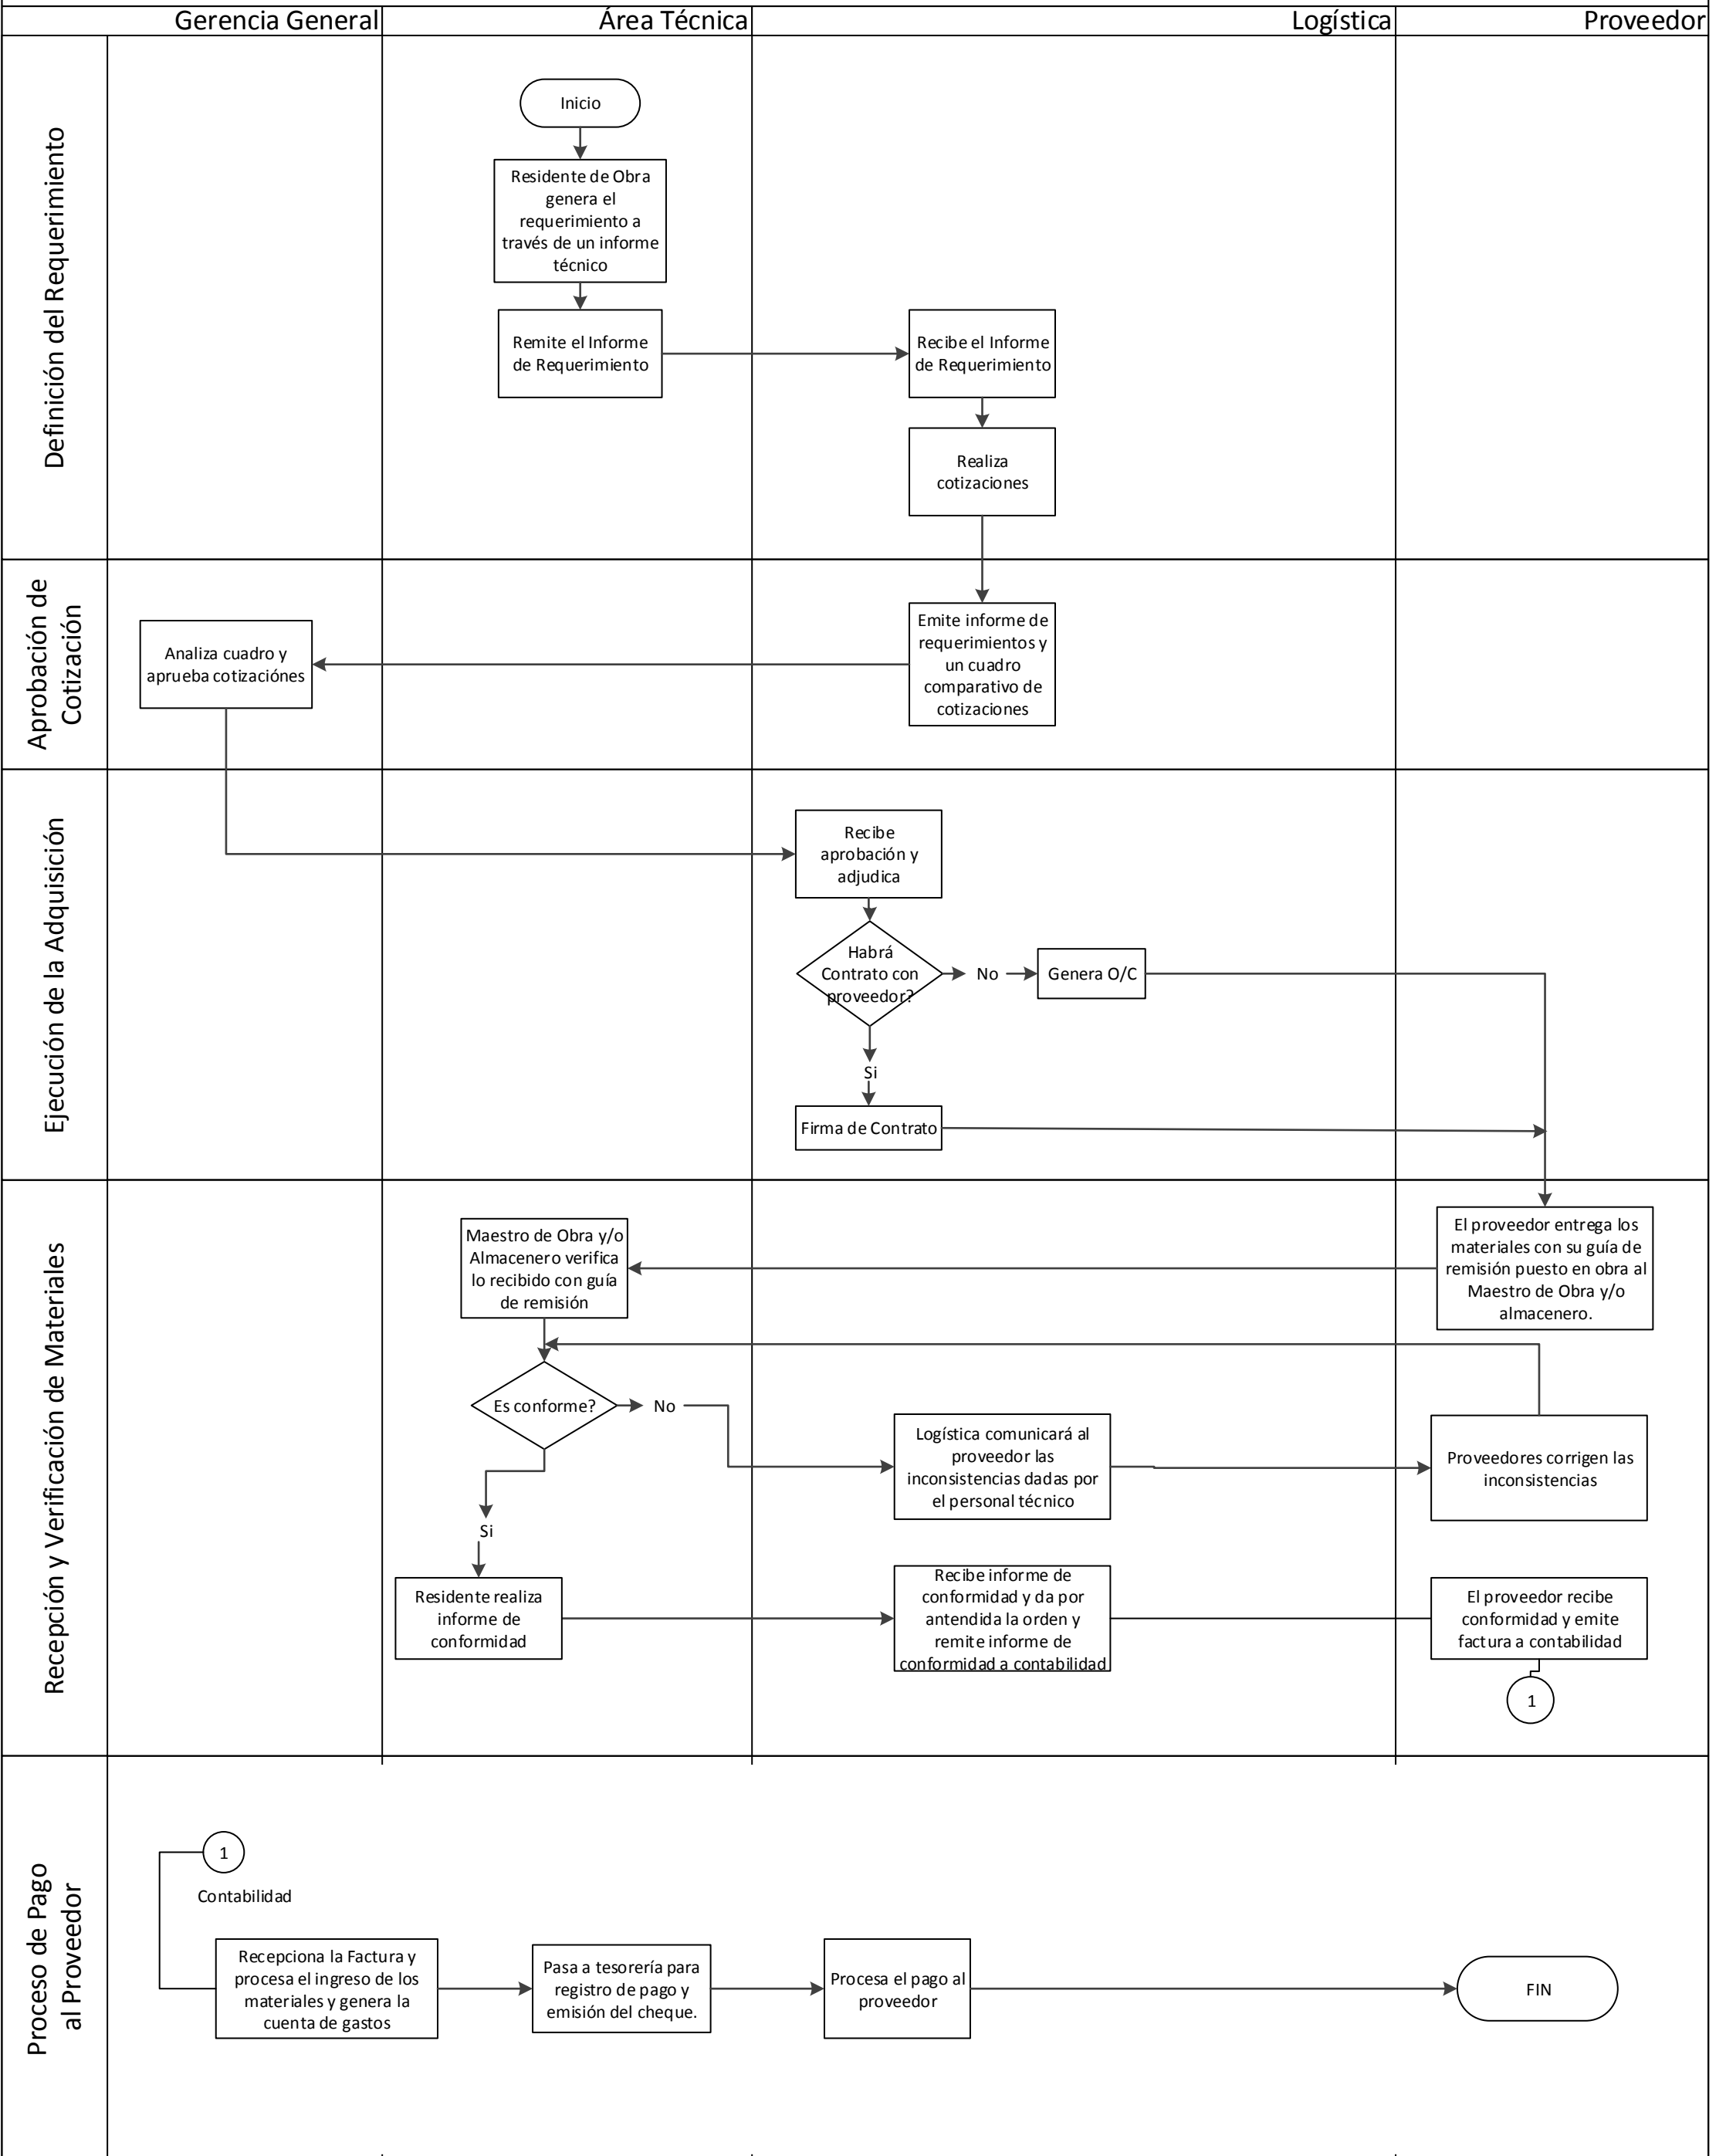 Gerencia General
Área Técnica
Logística
Proveedor
Definición del Requerimiento
Inicio
Residente de Obra
genera el
requerimiento a
través de un informe
técnico
Remite el Informe
de Requerimiento
Recibe el Informe
de Requerimiento
Realiza
cotizaciones
Aprobación de
Cotización
Analiza cuadro y
aprueba cotizaciónes
Emite informe de
requerimientos y
un cuadro
comparativo de
cotizaciones
Ejecución de la Adquisición
Recibe
aprobación y
adjudica
Habrá
Contrato con
proveedor?
No
Genera O/C
Si
Firma de Contrato
Recepción y Verificación de Materiales
Maestro de Obra y/o
Almacenero verifica
lo recibido con guía
de remisión
El proveedor entrega los
materiales con su guía de
remisión puesto en obra al
Maestro de Obra y/o
almacenero.
Es conforme?
No
Logística comunicará al
proveedor las
inconsistencias dadas por
el personal técnico
Proveedores corrigen las
inconsistencias
Si
Residente realiza
informe de
conformidad
Recibe informe de
conformidad y da por
antendida la orden y
remite informe de
conformidad a contabilidad
El proveedor recibe
conformidad y emite
factura a contabilidad
1
Proceso de Pago
al Proveedor
1
Contabilidad
Recepciona la Factura y
procesa el ingreso de los
materiales y genera la
cuenta de gastos
Pasa a tesorería para
registro de pago y
emisión del cheque.
Procesa el pago al
proveedor
FIN